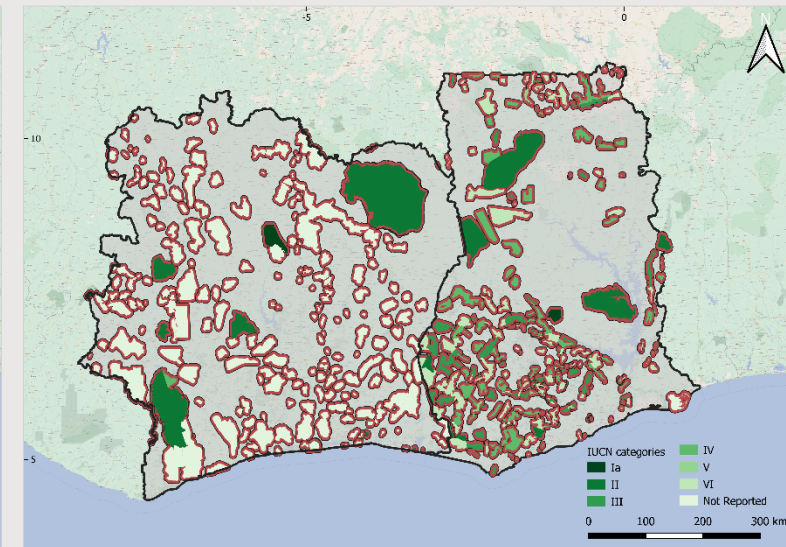 -5
0
N
10
5
IUCN categories
Ia
II
III
IV
V
VI
Not Reported
0 100 200 300 km